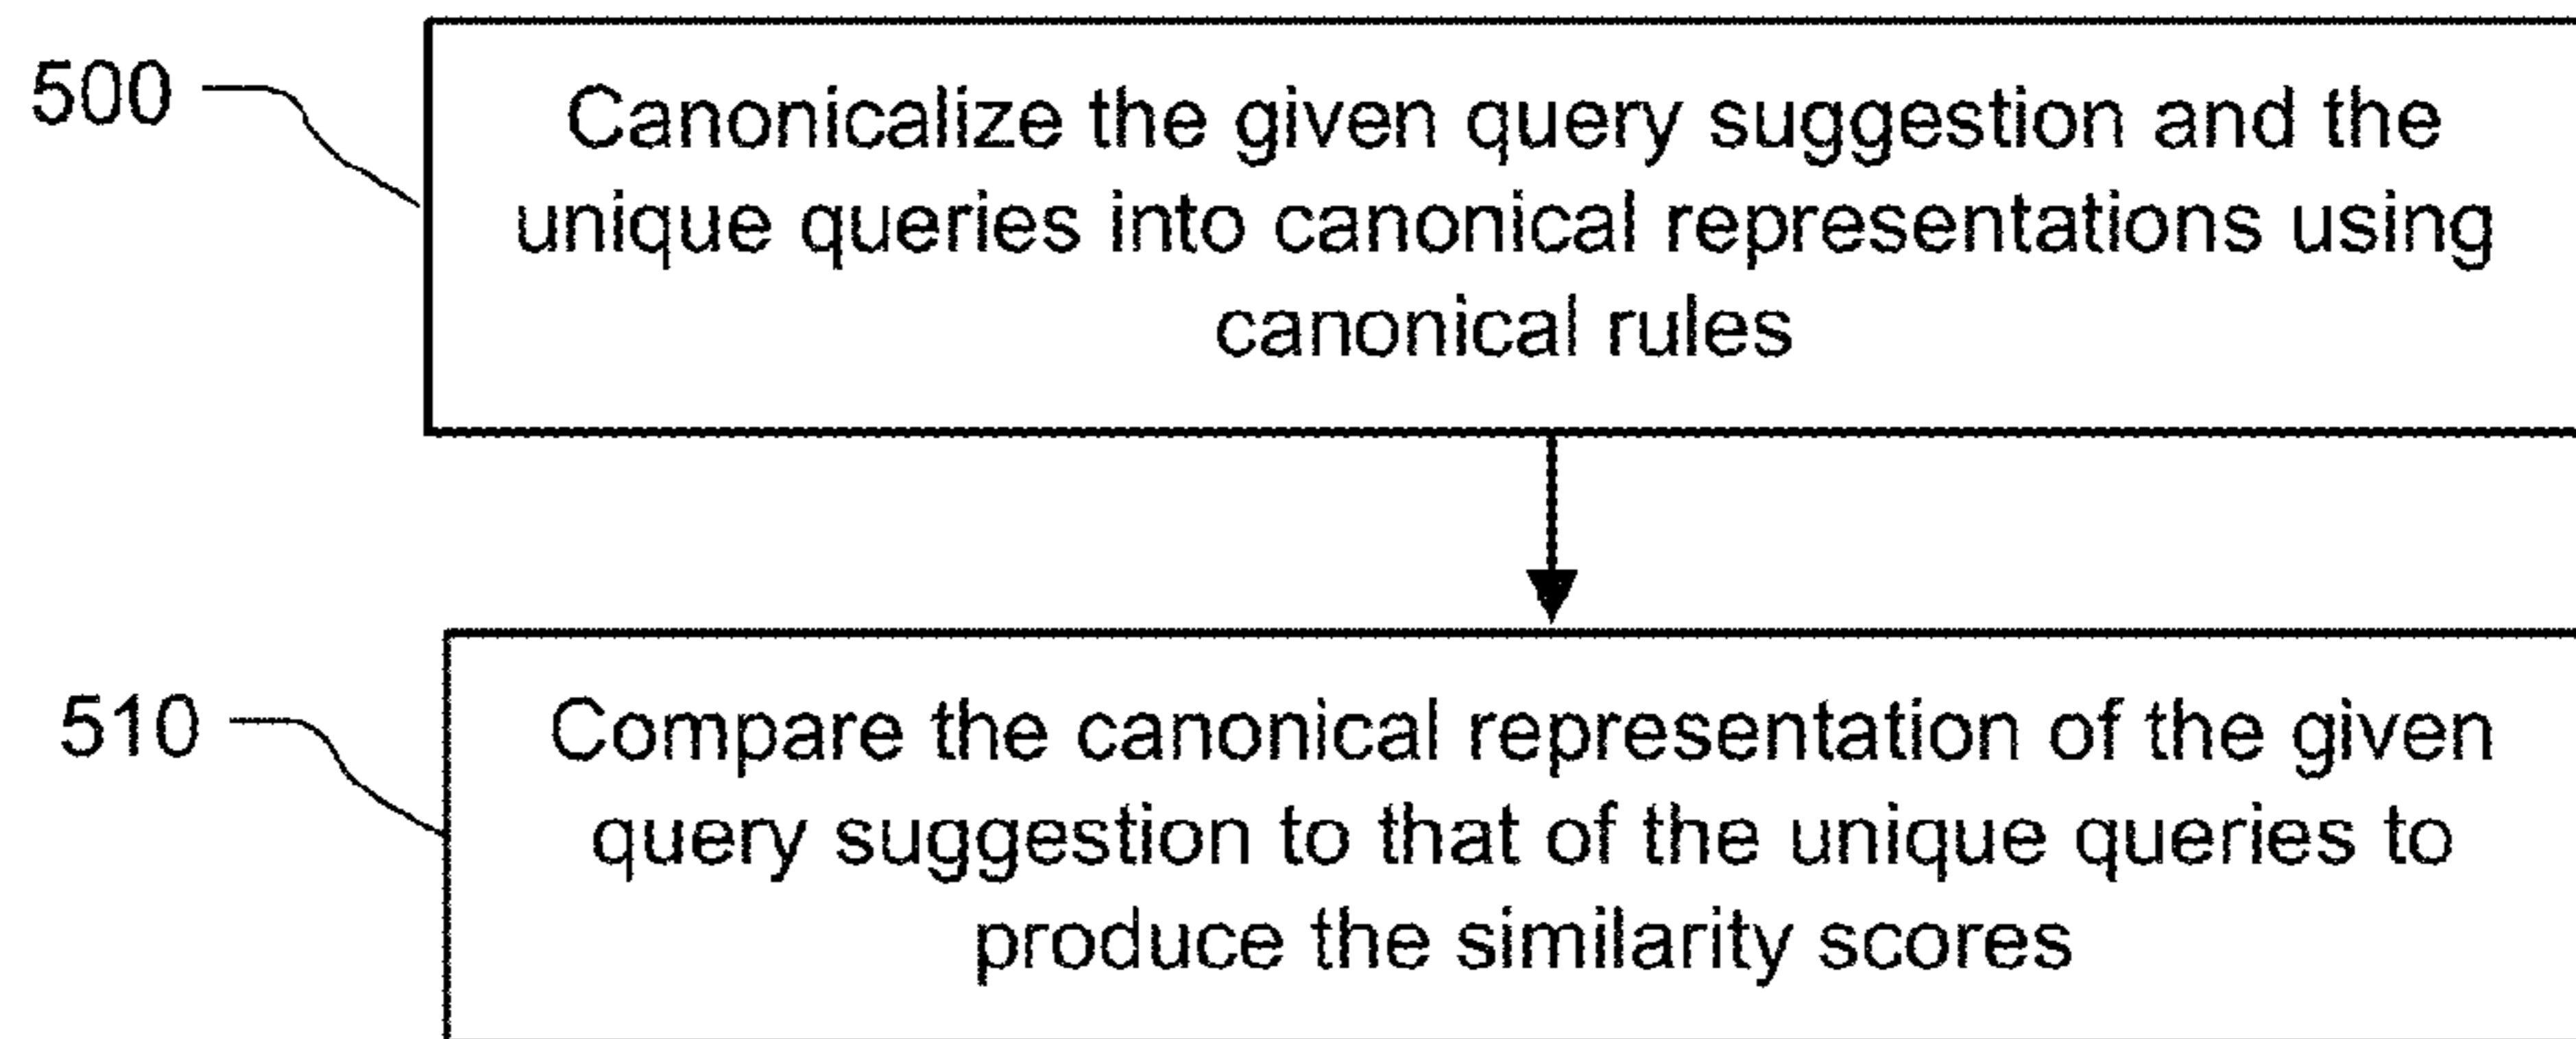 500
Canonicalize the given query suggestion and the
unique queries into canonical representations using
canonical rules
510
Compare the canonical representation of the given
query suggestion to that of the unique queries to
produce the similarity scores